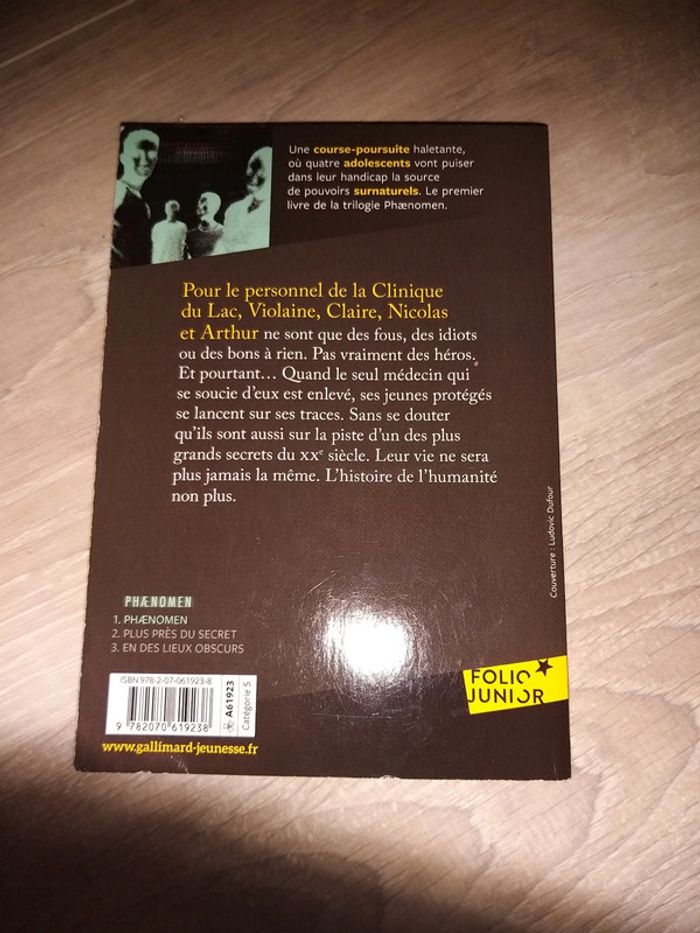 Une course-poursuite haletante,
où quatre adolescents vont puiser
dans leur handicap la source
de pouvoirs surnaturels. Le premier
livre de la trilogie Phænomen.
Pour le personnel de la Clinique
du Lac, Violaine, Claire, Nicolas
et Arthur ne sont que des fous, des idiots
ou des bons à rien. Pas vraiment des héros.
Et pourtant... Quand le seul médecin qui
se soucie d'eux est enlevé, ses jeunes protégés
se lancent sur ses traces. Sans se douter
qu'ils sont aussi sur la piste d'un des plus
grands secrets du XXe siècle. Leur vie ne sera
plus jamais la même. L'histoire de l'humanité
non plus.
Couverture : Ludovic Dufour
PHÆNOMEN
1. PHÆNOMEN
2. PLUS PRÈS DU SECRET
3. EN DES LIEUX OBSCURS
ISBN 978-2-07-061923-8
9 782070 619238
A61923
Catégorie 5
www.gallimard-jeunesse.fr
FOLIO
JUNIOR